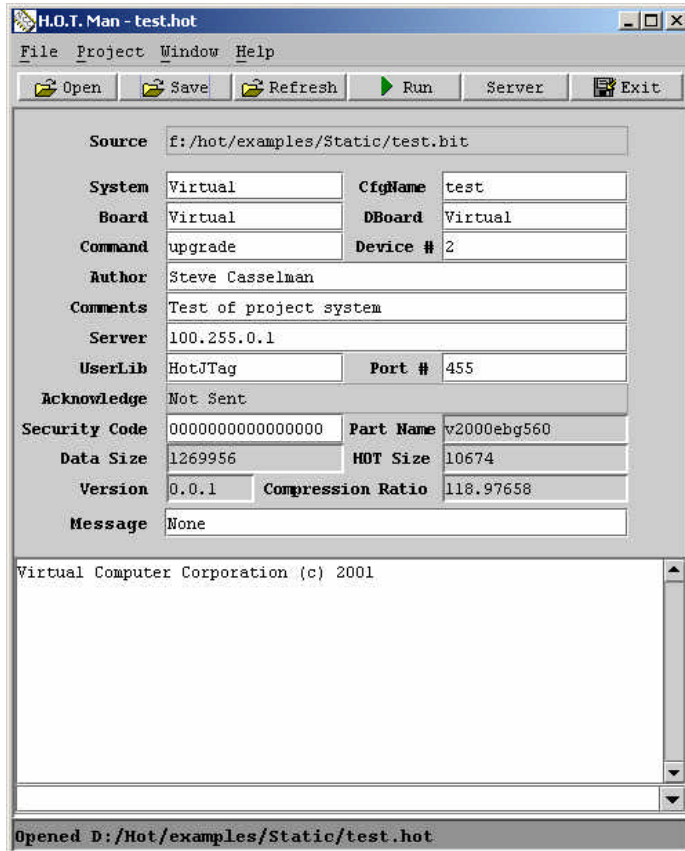 H.O.T. Man - test.hot
File Project Window Help
Open Save Refresh Run Server Exit
Source f:/hot/examples/Static/test.bit
System Virtual CfgName test
Board Virtual DBoard Virtual
Command upgrade Device # 2
Author Steve Casselman
Comments Test of project system
Server 100.255.0.1
UserLib HotJTag Port # 455
Acknowledge Not Sent
Security Code 0000000000000000 Part Name v2000ebg560
Data Size 1269956 HOT Size 10674
Version 0.0.1 Compression Ratio 118.97658
Message None
Virtual Computer Corporation (c) 2001
Opened D:/Hot/examples/Static/test.hot